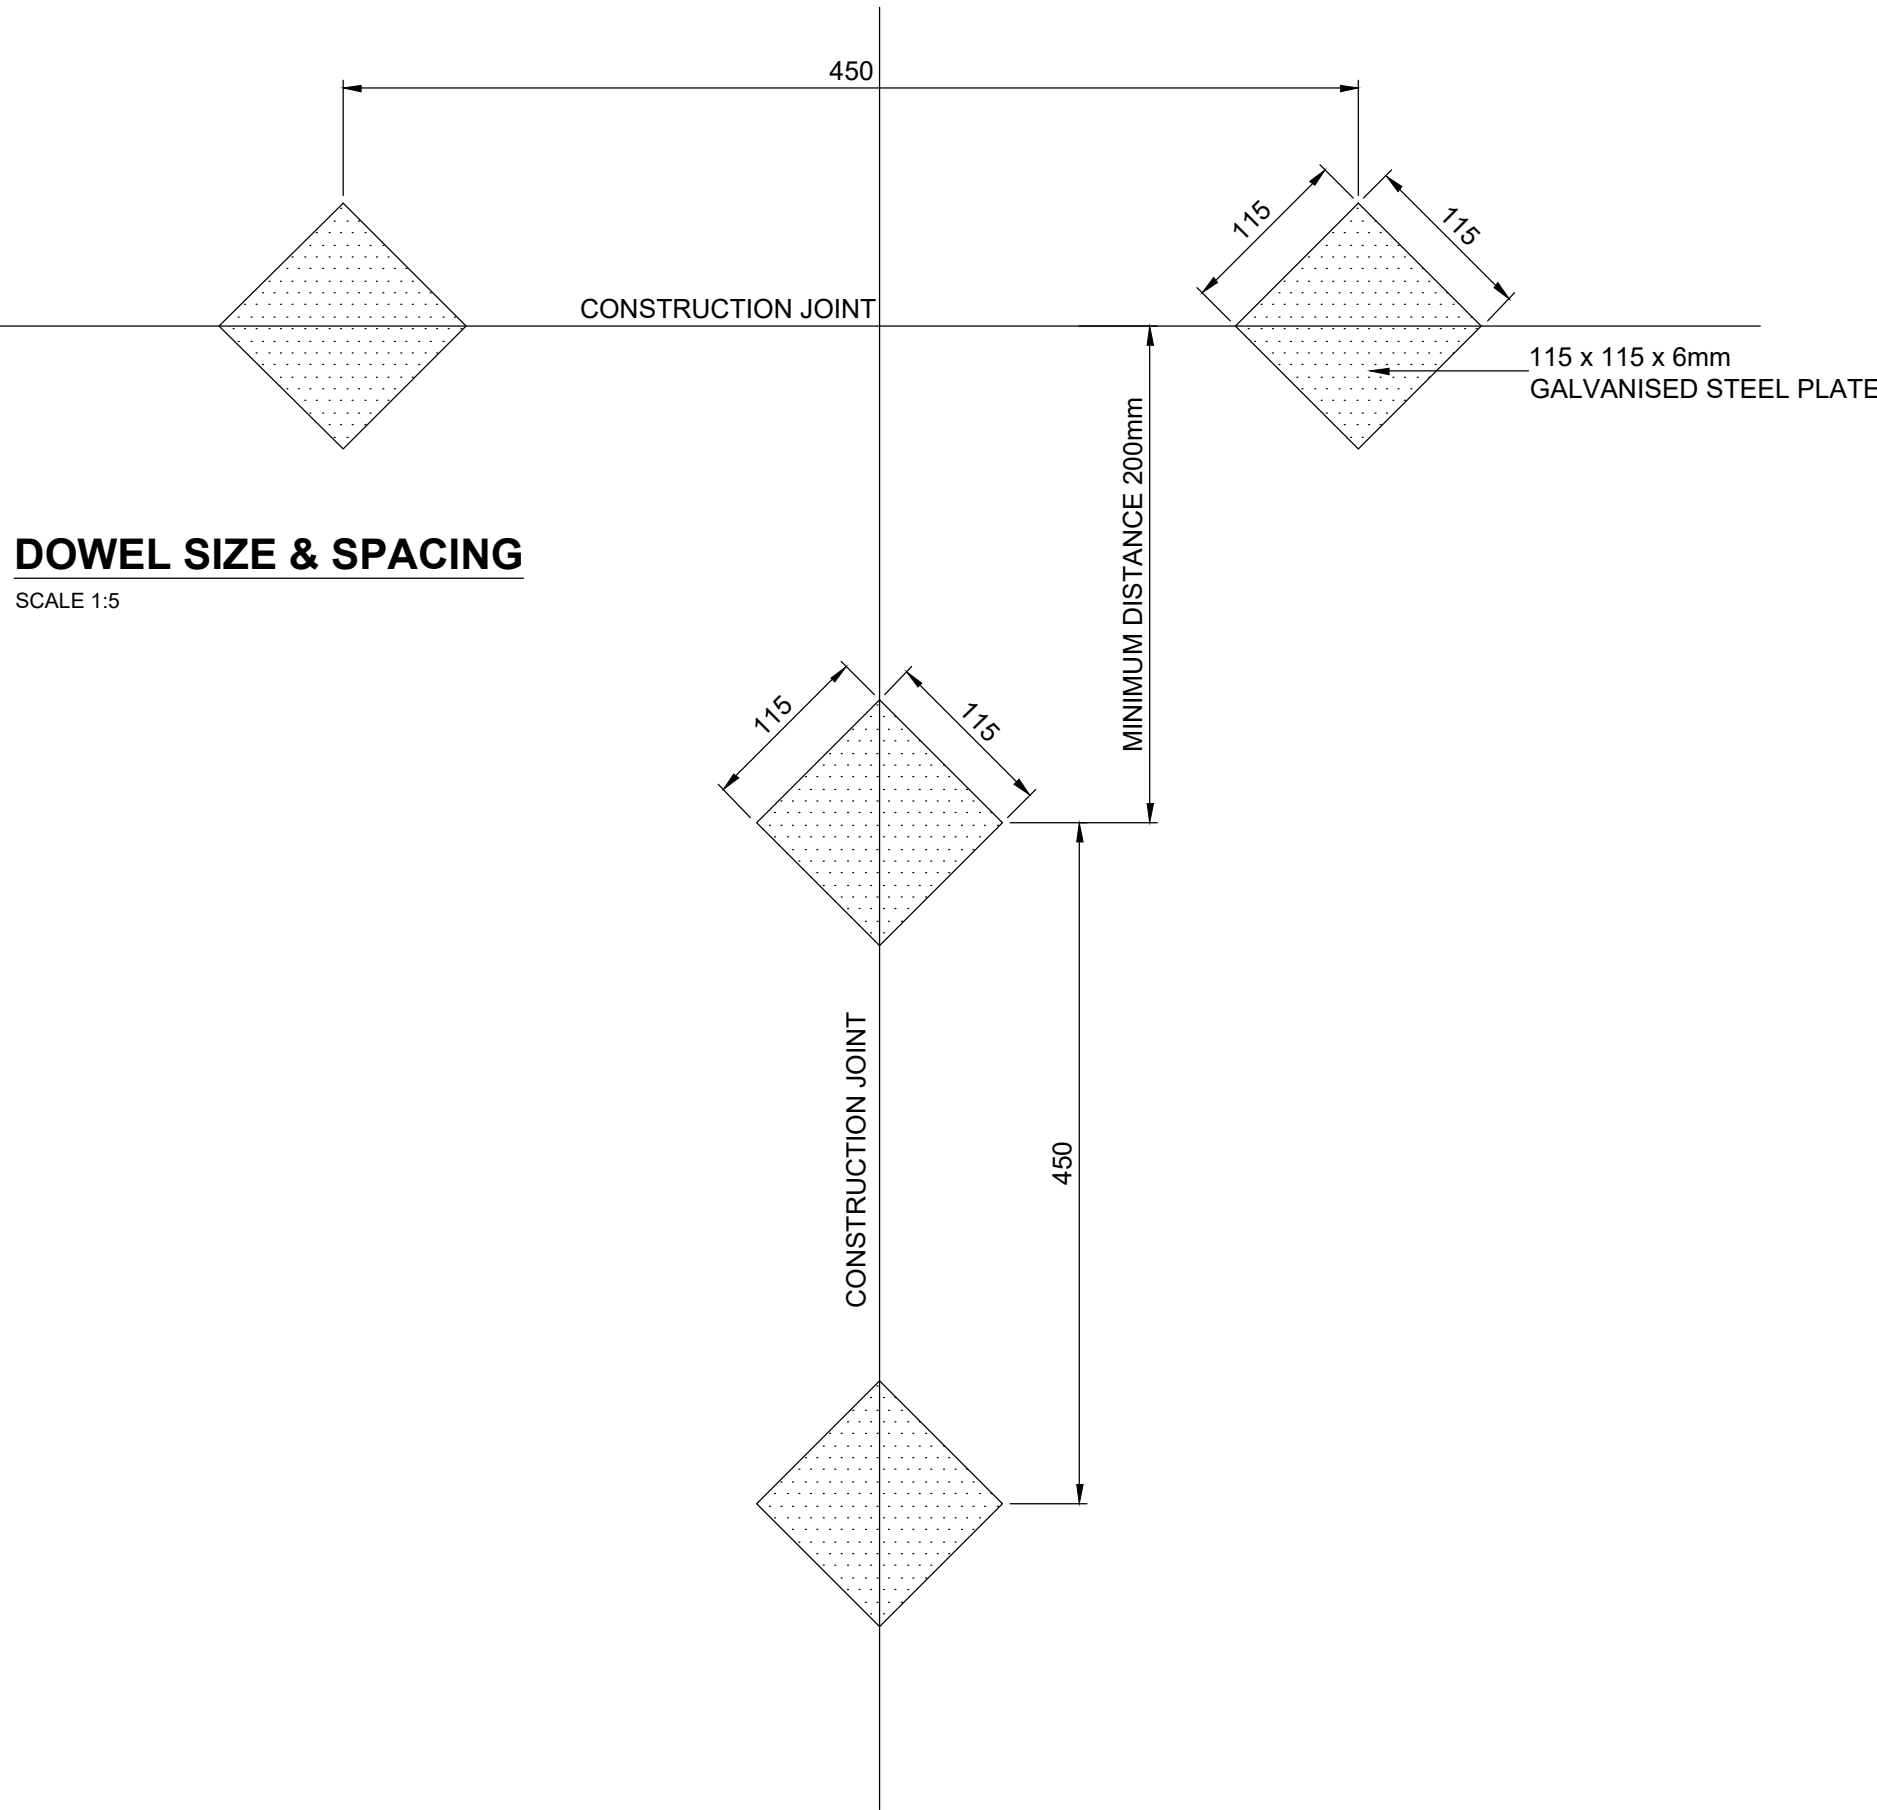 450
115
115
CONSTRUCTION JOINT
115 x 115 x 6mm
GALVANISED STEEL PLATE
MINIMUM DISTANCE 200mm
DOWEL SIZE & SPACING
SCALE 1:5
115
115
CONSTRUCTION JOINT
450